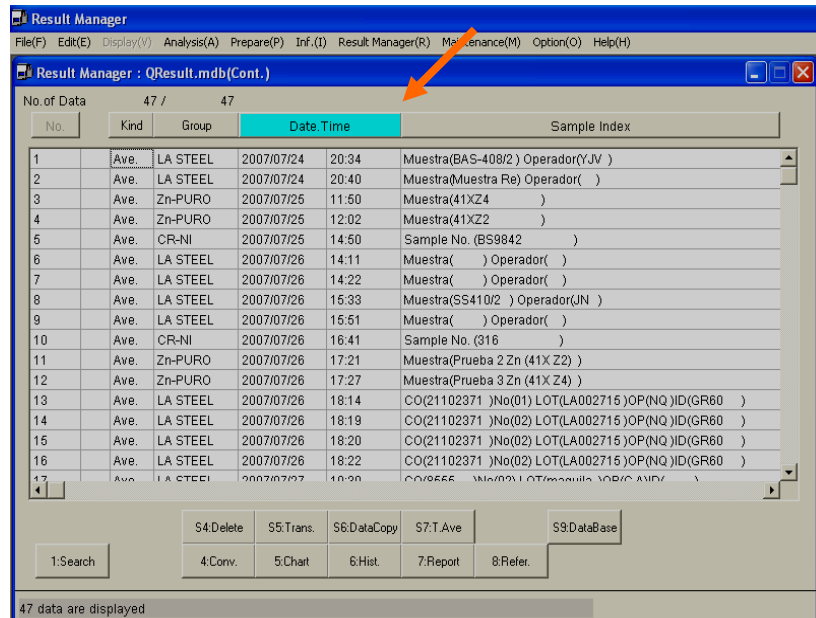 Result Manager
File(F) Edit(E) Display(V) Analysis(A) Prepare(P) Inf.(I) Result Manager(R) Maintenance(M) Option(O) Help(H)
Result Manager : QResult.mdb(Cont.)
No.of Data 47 / 47
No. Kind Group Date.Time Sample Index
1 Ave. LA STEEL 2007/07/24 20:34 Muestra(BAS-408/2 ) Operador(YJV )
2 Ave. LA STEEL 2007/07/24 20:40 Muestra(Muestra Re) Operador( )
3 Ave. Zn-PURO 2007/07/25 11:50 Muestra(41XZ4 )
4 Ave. Zn-PURO 2007/07/25 12:02 Muestra(41XZ2 )
5 Ave. CR-NI 2007/07/25 14:50 Sample No. (BS9842 )
6 Ave. LA STEEL 2007/07/26 14:11 Muestra( ) Operador( )
7 Ave. LA STEEL 2007/07/26 14:22 Muestra( ) Operador( )
8 Ave. LA STEEL 2007/07/26 15:33 Muestra(SS410/2 ) Operador(JN )
9 Ave. LA STEEL 2007/07/26 15:51 Muestra( ) Operador( )
10 Ave. CR-NI 2007/07/26 16:41 Sample No. (316 )
11 Ave. Zn-PURO 2007/07/26 17:21 Muestra(Prueba 2 Zn (41X Z2) )
12 Ave. Zn-PURO 2007/07/26 17:27 Muestra(Prueba 3 Zn (41X Z4) )
13 Ave. LA STEEL 2007/07/26 18:14 CO(21102371 )No(01) LOT(LA002715 )OP(NQ )ID(GR60 )
14 Ave. LA STEEL 2007/07/26 18:19 CO(21102371 )No(02) LOT(LA002715 )OP(NQ )ID(GR60 )
15 Ave. LA STEEL 2007/07/26 18:20 CO(21102371 )No(02) LOT(LA002715 )OP(NQ )ID(GR60 )
16 Ave. LA STEEL 2007/07/26 18:22 CO(21102371 )No(02) LOT(LA002715 )OP(NQ )ID(GR60 )
17 Ave. LA STEEL 2007/07/27
S4:Delete S5:Trans. S6:DataCopy S7:T.Ave S9:DataBase
1:Search 4:Conv. 5:Chart 6:Hist. 7:Report 8:Refer.
47 data are displayed